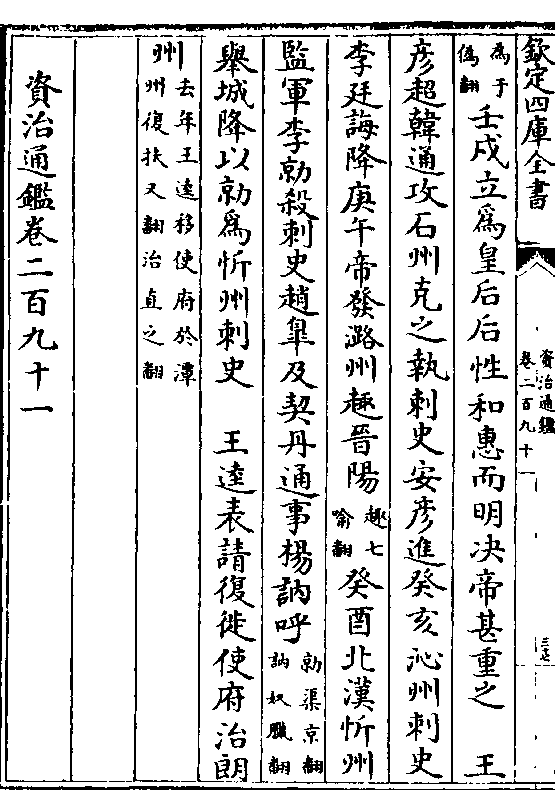 欽定四庫全書
資治通鑑
卷二百九十一
三七
為于
偽翻
壬戌立爲皇后后性和惠而明决帝甚重之 王
彦超韓通攻石州克之執刺史安彦進癸亥沁州刺史
李廷誨降庚午帝發潞州趣晉陽
趣七
喻翻
癸酉北漢忻州
監軍李勍殺刺史趙臯及契丹通事楊訥呼
勍渠京翻
訥奴臘翻
舉城降以勍爲忻州刺史 王逵表請復徙使府治朗
州
去年王逵移使府於潭
州復扶又翻治直之翻
資治通鑑卷二百九十一